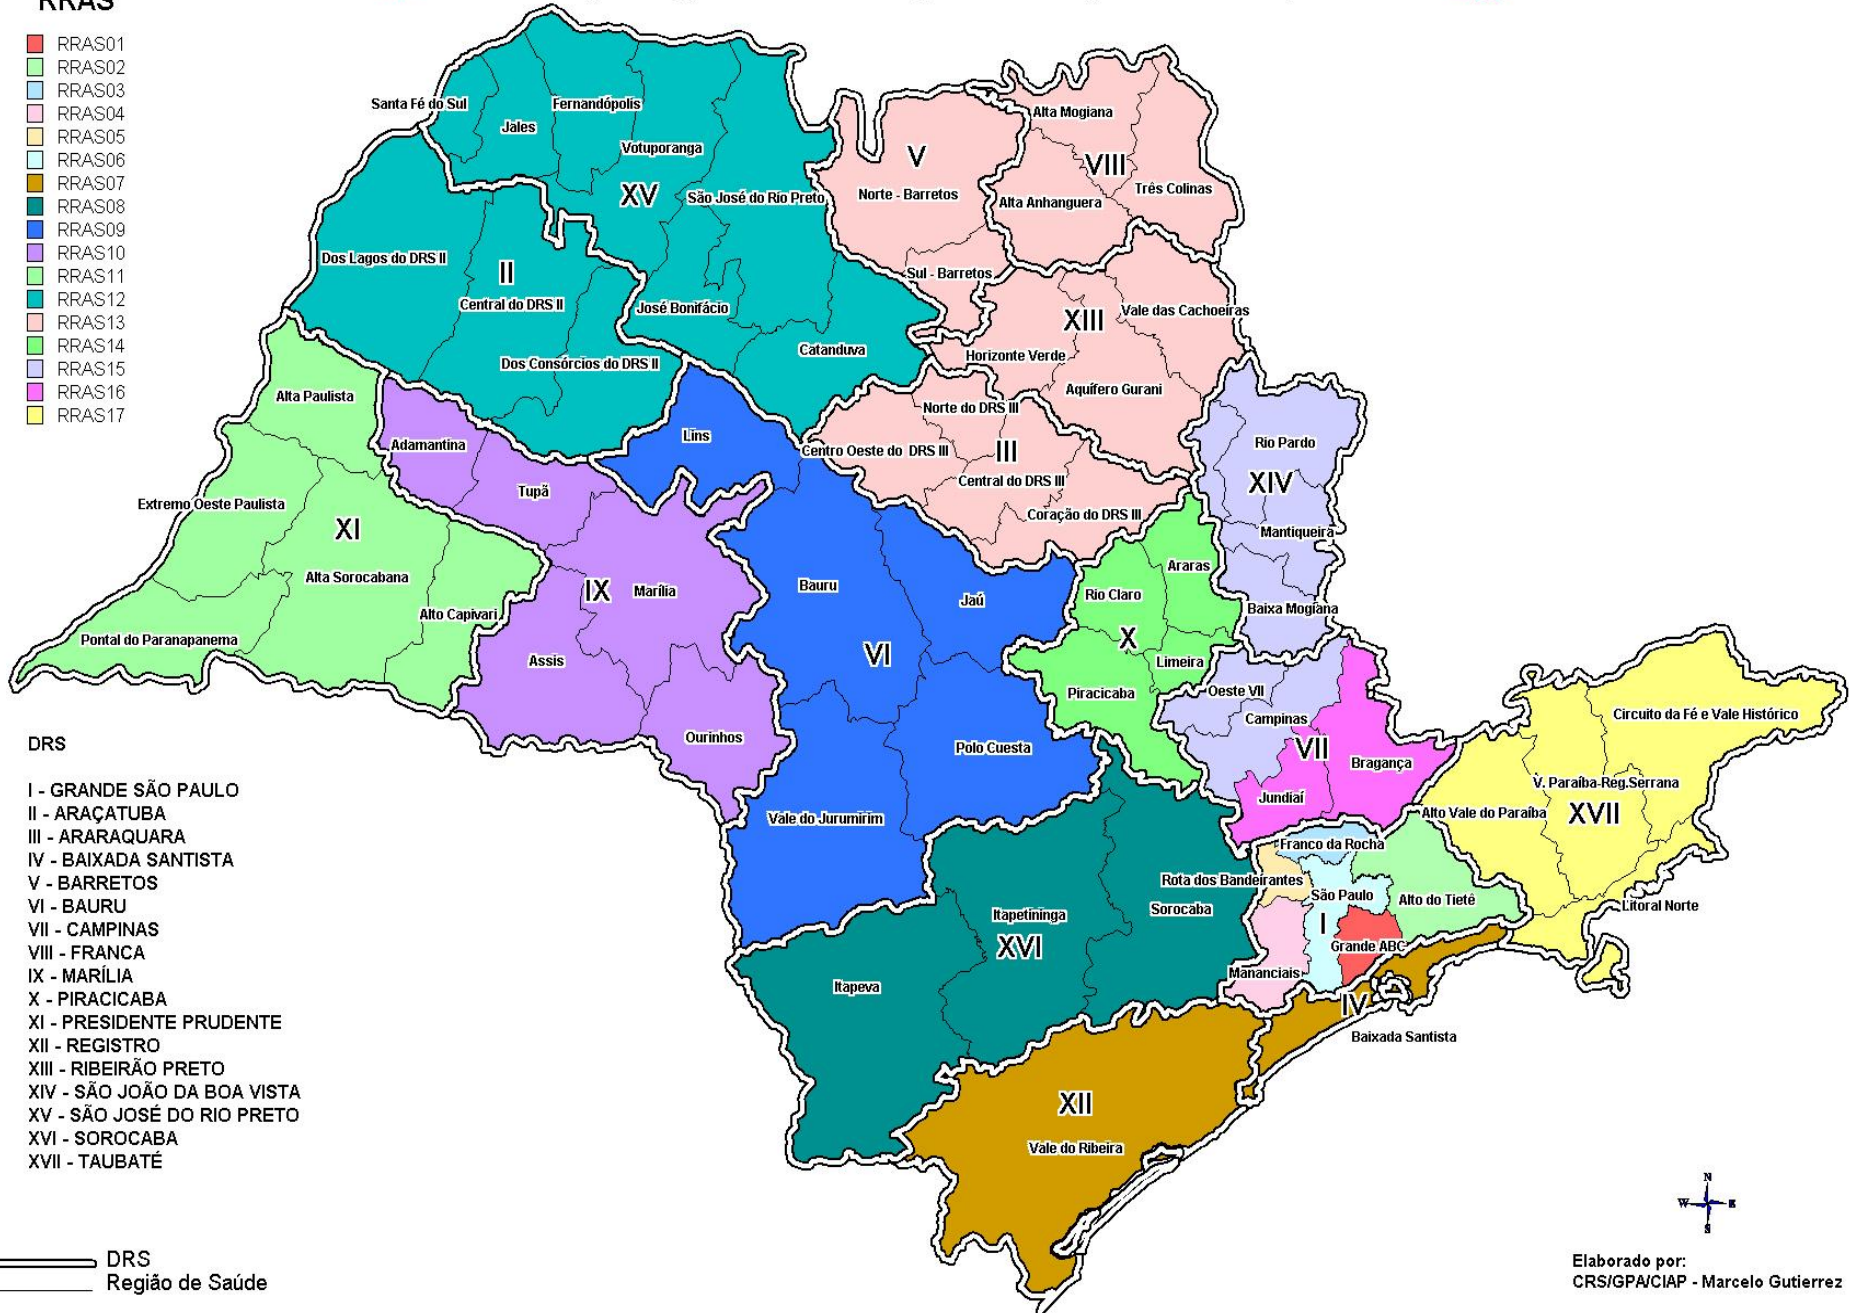 RRAS
RRAS01
RRAS02
RRAS03
RRAS04
RRAS05
RRAS06
RRAS07
RRAS08
RRAS09
RRAS10
RRAS11
RRAS12
RRAS13
RRAS14
RRAS15
RRAS16
RRAS17
Santa Fé do Sul
Jales
Fernandópolis
Votuporanga
XV
São José do Rio Preto
José Bonifácio
Catanduva
Dos Lagos do DRS II
II
Central do DRS II
Dos Consórcios do DRS II
V
Norte - Barretos
Sul - Barretos
Alta Mogiana
VIII
Três Colinas
Alta Anhanguera
XIII
Vale das Cachoeiras
Horizonte Verde
Aquífero Gurani
Norte do DRS III
Centro Oeste do DRS III
III
Central do DRS III
Coração do DRS III
Rio Pardo
XIV
Mantiqueira
Baixa Mogiana
Alta Paulista
Extremo Oeste Paulista
XI
Alta Sorocabana
Alto Capivari
Pontal do Paranapanema
Adamantina
Tupã
IX
Marília
Assis
Ourinhos
Lins
Bauru
Jaú
VI
Polo Cuesta
Vale do Jurumirim
Araras
Rio Claro
X
Limeira
Piracicaba
Oeste VII
Campinas
VII
Bragança
Jundiaí
Circuito da Fé e Vale Histórico
V. Paraíba-Reg.Serrana
Alto Vale do Paraíba
XVII
Litoral Norte
Franco da Rocha
Rota dos Bandeirantes
São Paulo
Alto do Tietê
I
Grande ABC
Mananciais
IV
Baixada Santista
Itapetininga
Sorocaba
XVI
Itapeva
XII
Vale do Ribeira
DRS
I - GRANDE SÃO PAULO
II - ARAÇATUBA
III - ARARAQUARA
IV - BAIXADA SANTISTA
V - BARRETOS
VI - BAURU
VII - CAMPINAS
VIII - FRANCA
IX - MARÍLIA
X - PIRACICABA
XI - PRESIDENTE PRUDENTE
XII - REGISTRO
XIII - RIBEIRÃO PRETO
XIV - SÃO JOÃO DA BOA VISTA
XV - SÃO JOSÉ DO RIO PRETO
XVI - SOROCABA
XVII - TAUBATÉ
DRS
Região de Saúde
N
W E
S
Elaborado por:
CRS/GPA/CIAP - Marcelo Gutierrez